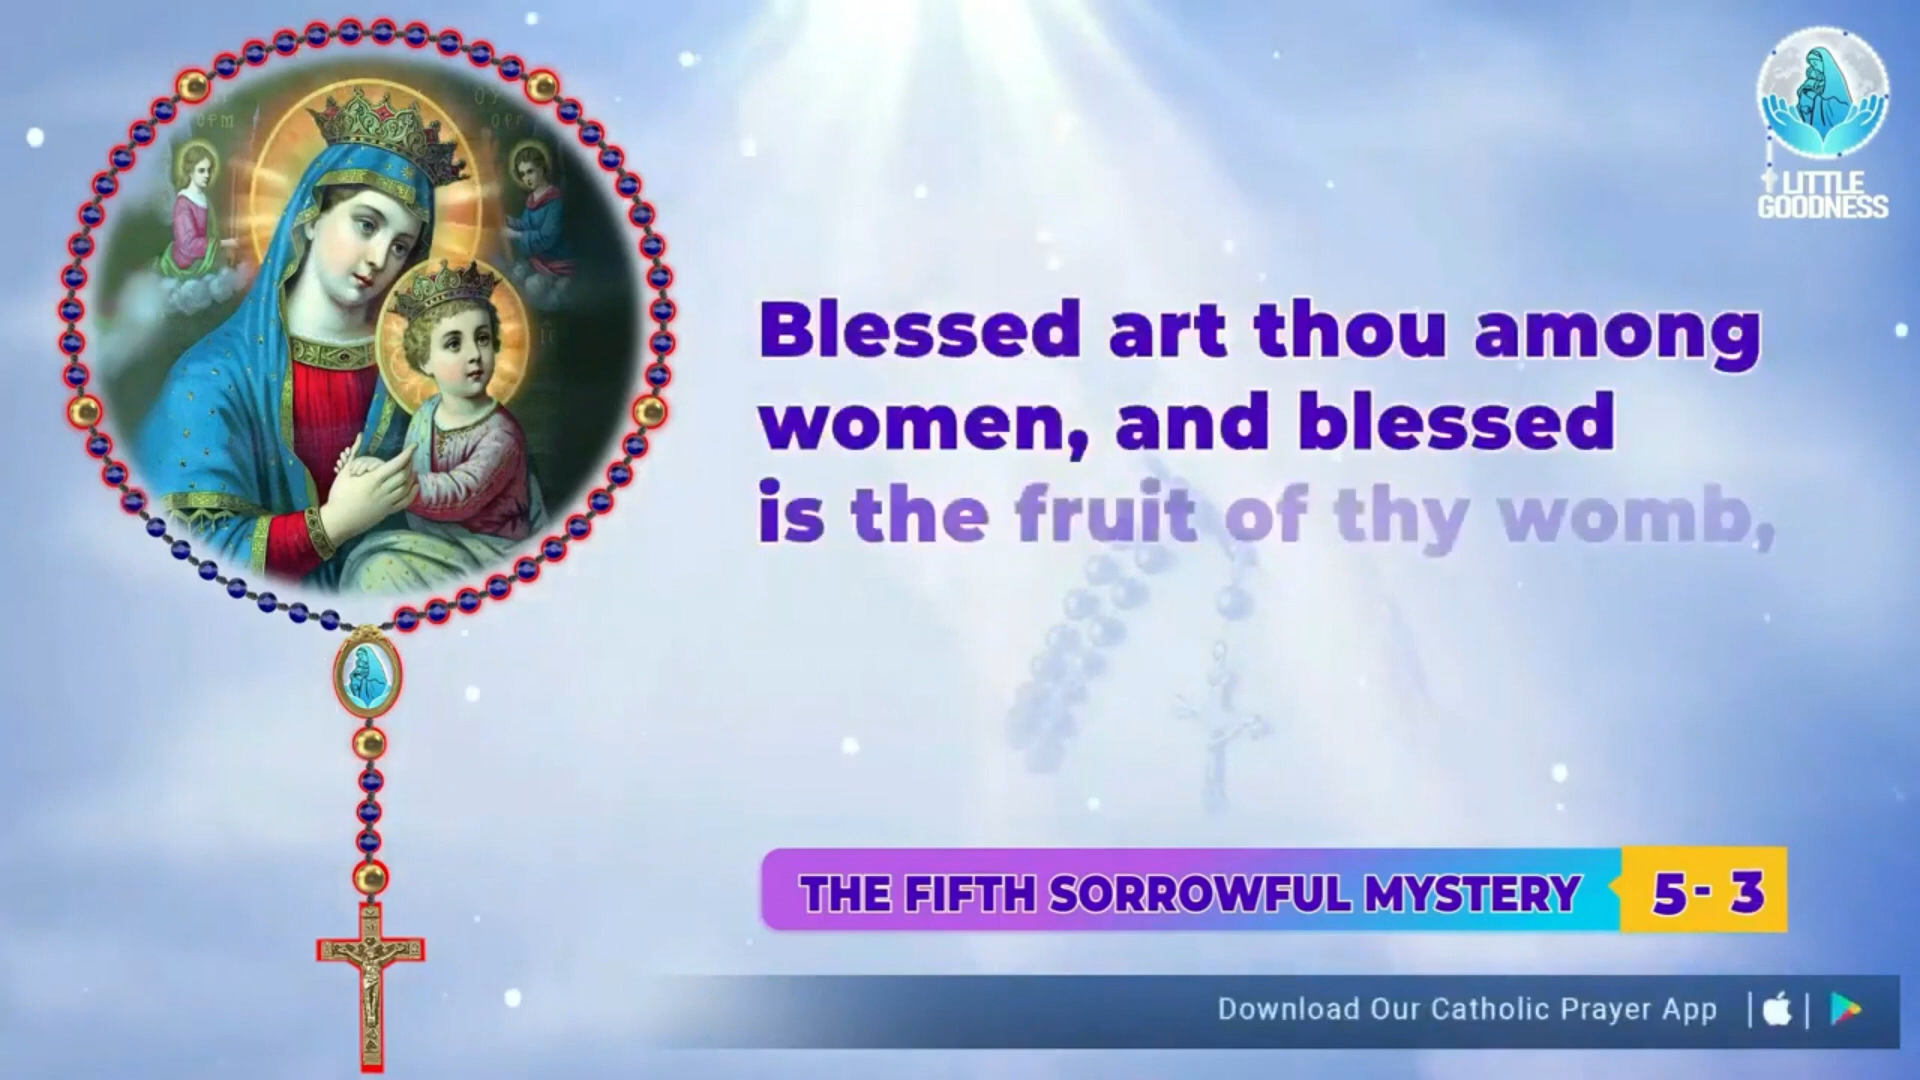 LITTLE
GOODNESS
Blessed art thou among
women, and blessed
is the fruit of thy womb,
THE FIFTH SORROWFUL MYSTERY 5- 3
Download Our Catholic Prayer App